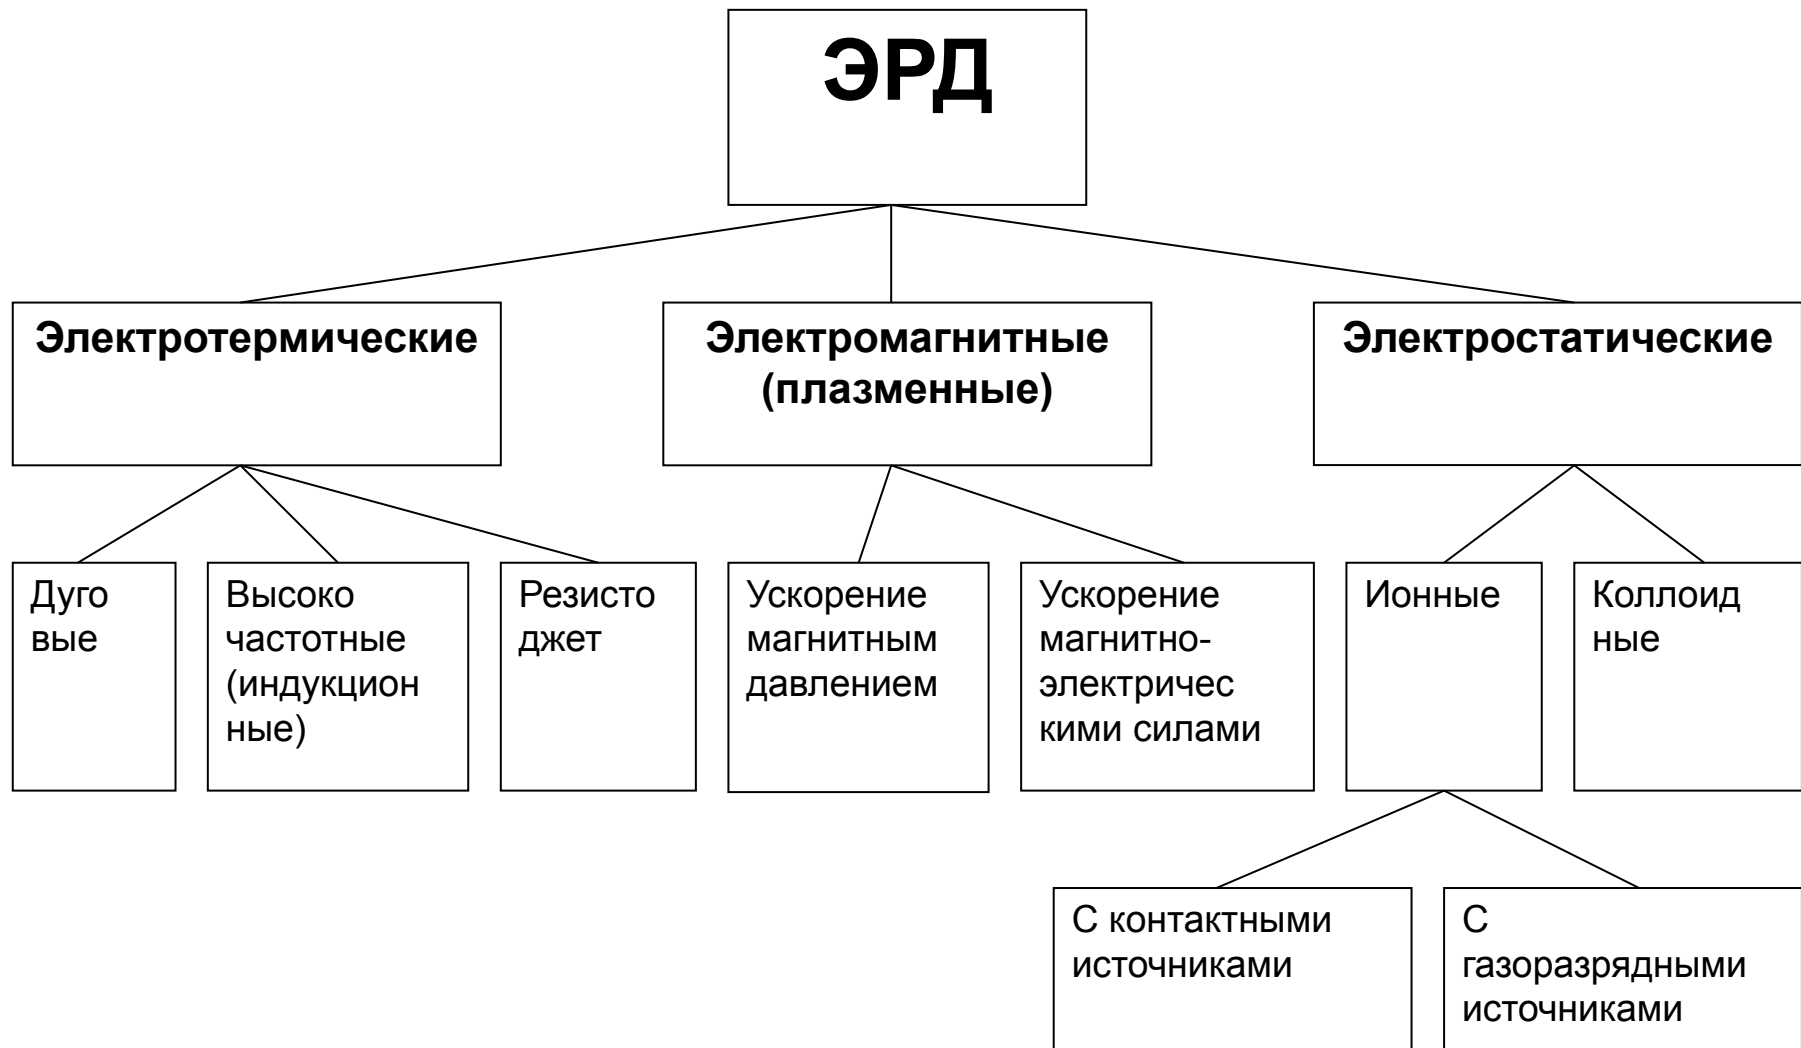 ЭРД
Электротермические
Электромагнитные
(плазменные)
Электростатические
Дуго
вые
Высоко
частотные
(индукцион
ные)
Резисто
джет
Ускорение
магнитным
давлением
Ускорение
магнитно-
электричес
кими силами
Ионные
Коллоид
ные
С контактными
источниками
С
газоразрядными
источниками